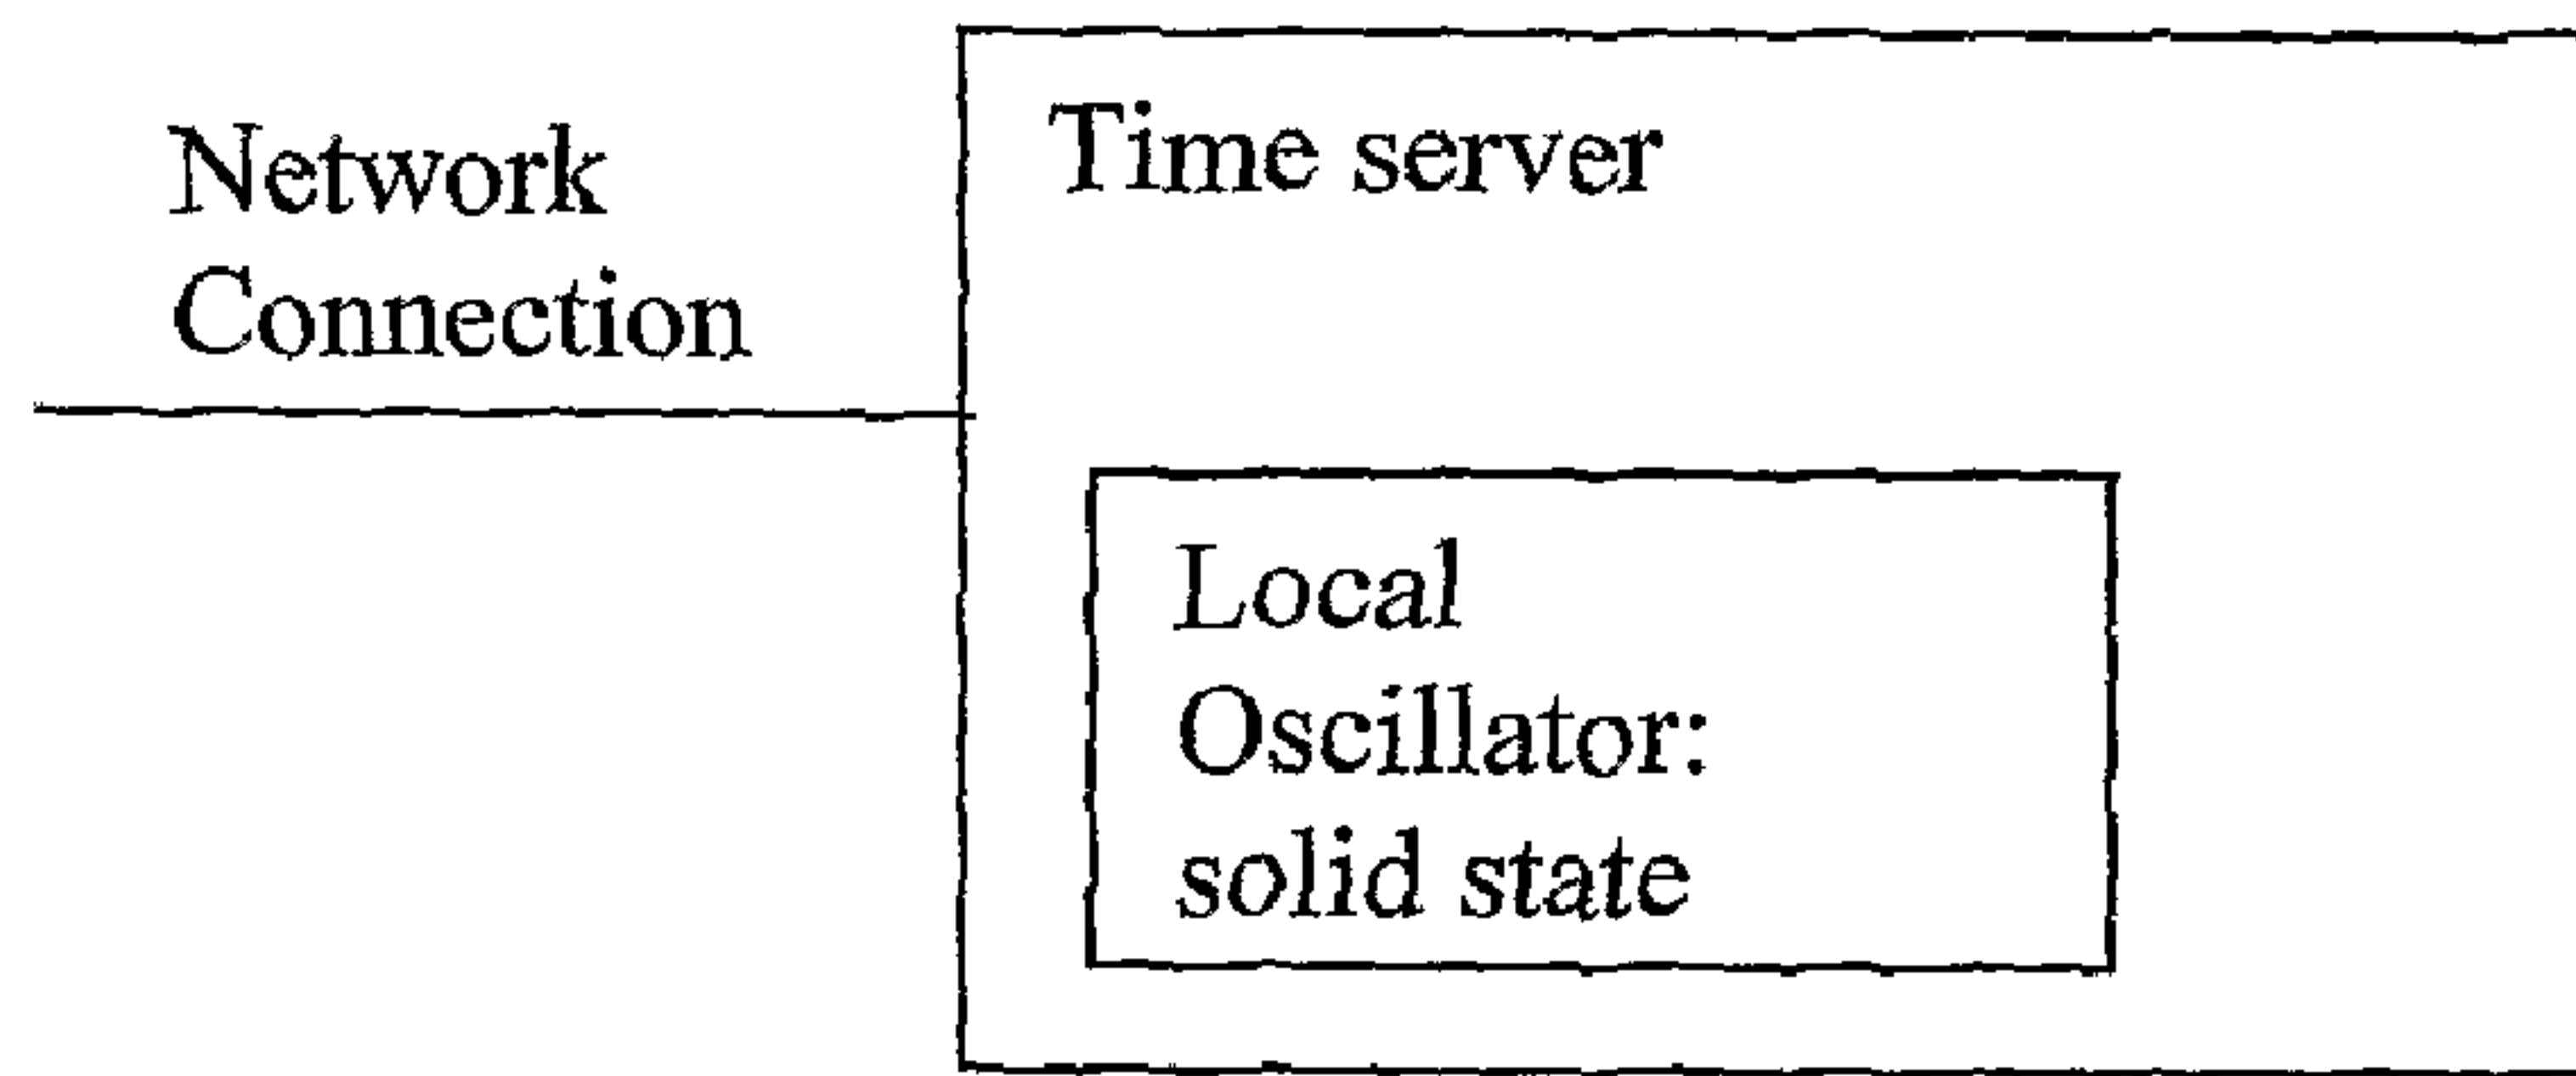 Network
Connection
Time server
Local
Oscillator:
solid state